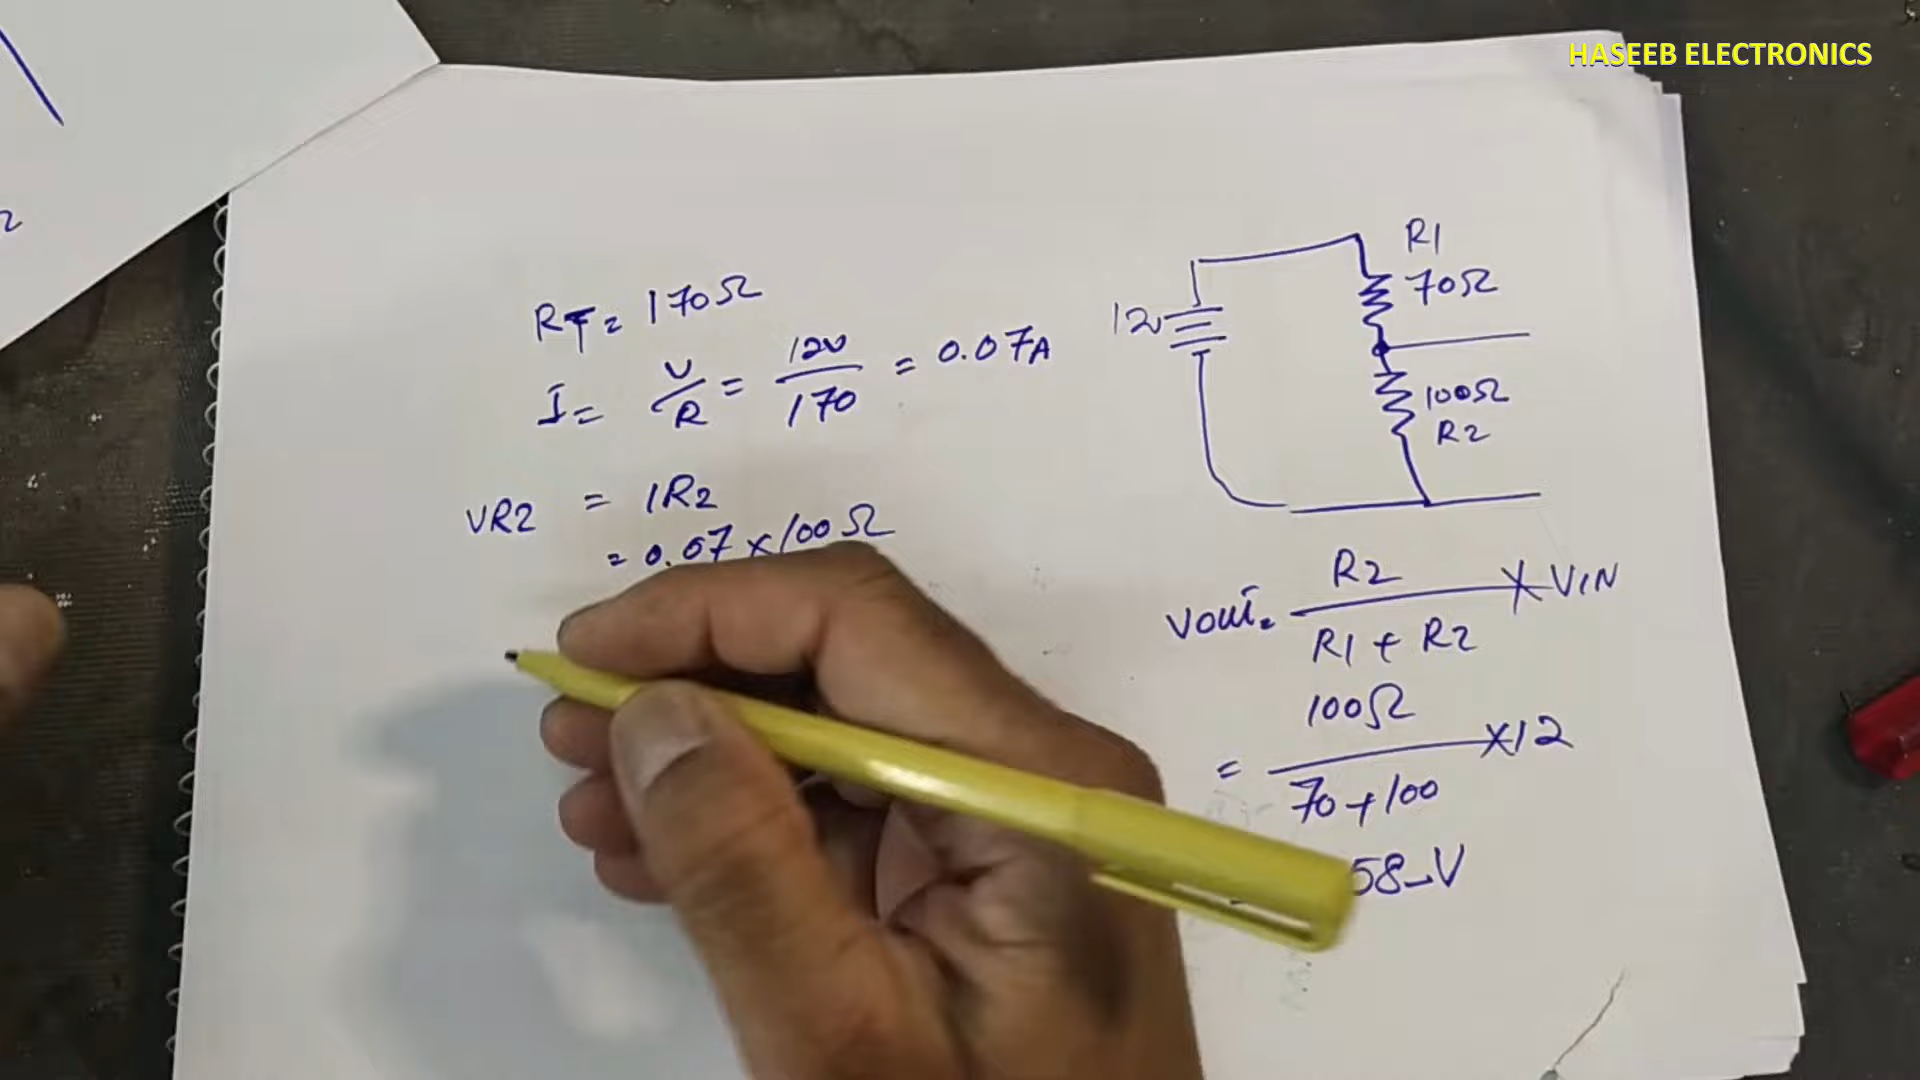 HASEEB ELECTRONICS
RT = 170Ω
I = V/R = 12V/170 = 0.07A
VR2 = IR2
= 0.07 x 100Ω
R1
70Ω
12V
100Ω
R2
Vout = R2/(R1 + R2) X VIN
= 100Ω/(70 + 100) X12
58 V
Ω